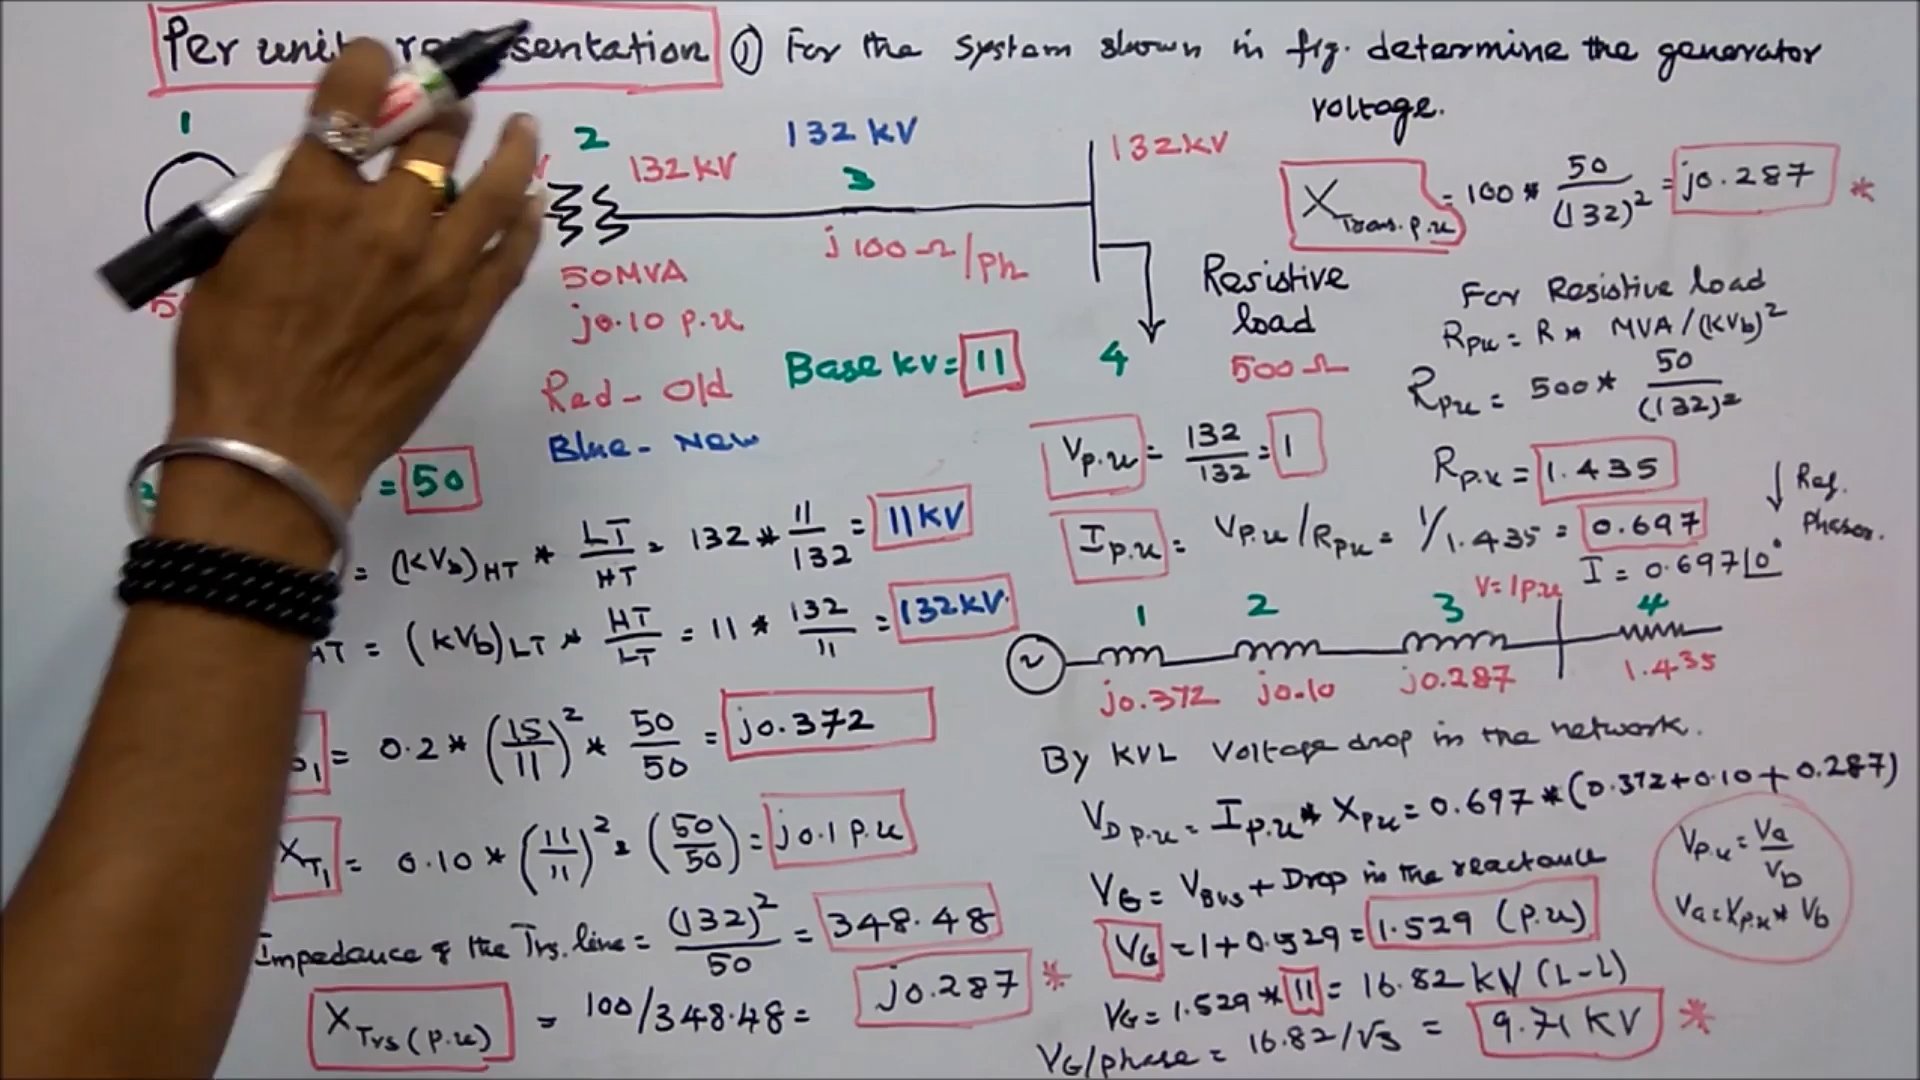 Per unit representation ① For the system shown in fig. determine the generator
voltage.
1
2
132 KV
3
132 KV
132KV
j100Ω/Ph
50MVA
j0.10 p.u
Red - Old
Blue - New
Base kv = 11
4
Resistive
load
500Ω
= 50
= (KVb)HT * LT/HT = 132 * 11/132 = 11KV
HT = (KVb)LT * HT/LT = 11 * 132/11 = 132KV
= 0.2 * (15/11)² * 50/50 = j0.372
XT1 = 0.10 * (11/11)² * (50/50) = j0.1 p.u
Impedance of the Trs. line = (132)²/50 = 348.48
XTrs(p.u) = 100/348.48 = j0.287 *
XTrans. p.u = 100 * 50/(132)² = j0.287 *
For Resistive load
Rpu = R * MVA/(KVb)²
Rpu = 500 * 50/(132)²
Rp.u = 1.435
Vp.u = 132/132 = 1
Ip.u = Vp.u/Rpu = 1/1.435 = 0.697
Ref.
Phasor.
I = 0.697∠0°
V=1p.u
1 2 3 4
~
j0.372 j0.10 j0.287 1.435
By KVL Voltage drop in the network.
VD p.u = Ip.u * Xpu = 0.697 * (0.372+0.10+0.287)
VG = VBus + Drop in the reactance
VG = 1+0.529 = 1.529 (p.u)
VG = 1.529 * 11 = 16.82 KV (L-L)
VG/phase = 16.82/√3 = 9.71 KV *
Vp.u = Va/Vb
Va = Vp.u * Vb